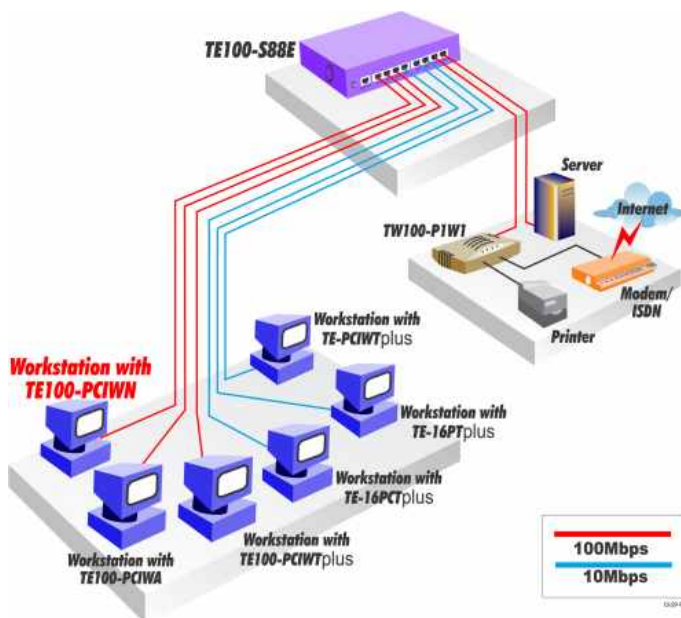 TE100-S88E
Server
Internet
TW100-P1W1
Modem/
ISDN
Printer
Workstation with
TE-PCIWTplus
Workstation with
TE100-PCIWN
Workstation with
TE-16PTplus
Workstation with
TE-16PCTplus
Workstation with
TE100-PCIWTplus
Workstation with
TE100-PCIWA
100Mbps
10Mbps